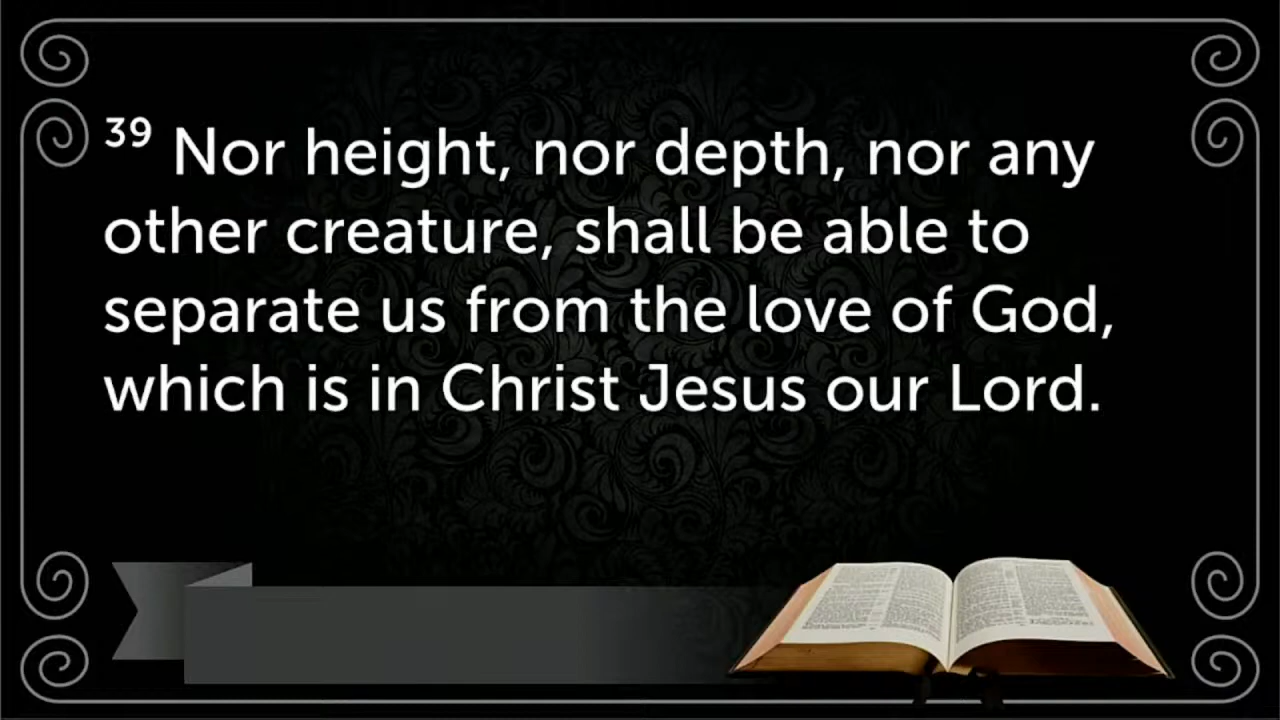 39 Nor height, nor depth, nor any
other creature, shall be able to
separate us from the love of God,
which is in Christ Jesus our Lord.